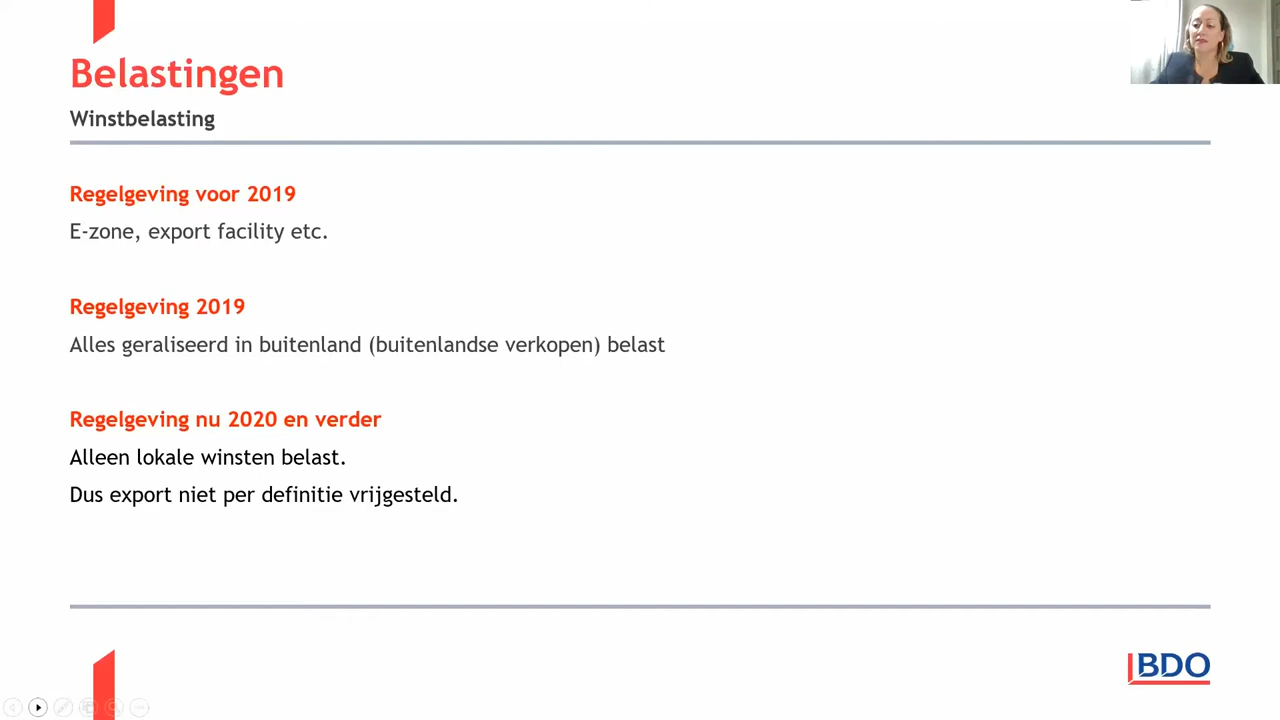 Belastingen
Winstbelasting
Regelgeving voor 2019
E-zone, export facility etc.
Regelgeving 2019
Alles geraliseerd in buitenland (buitenlandse verkopen) belast
Regelgeving nu 2020 en verder
Alleen lokale winsten belast.
Dus export niet per definitie vrijgesteld.
BDO